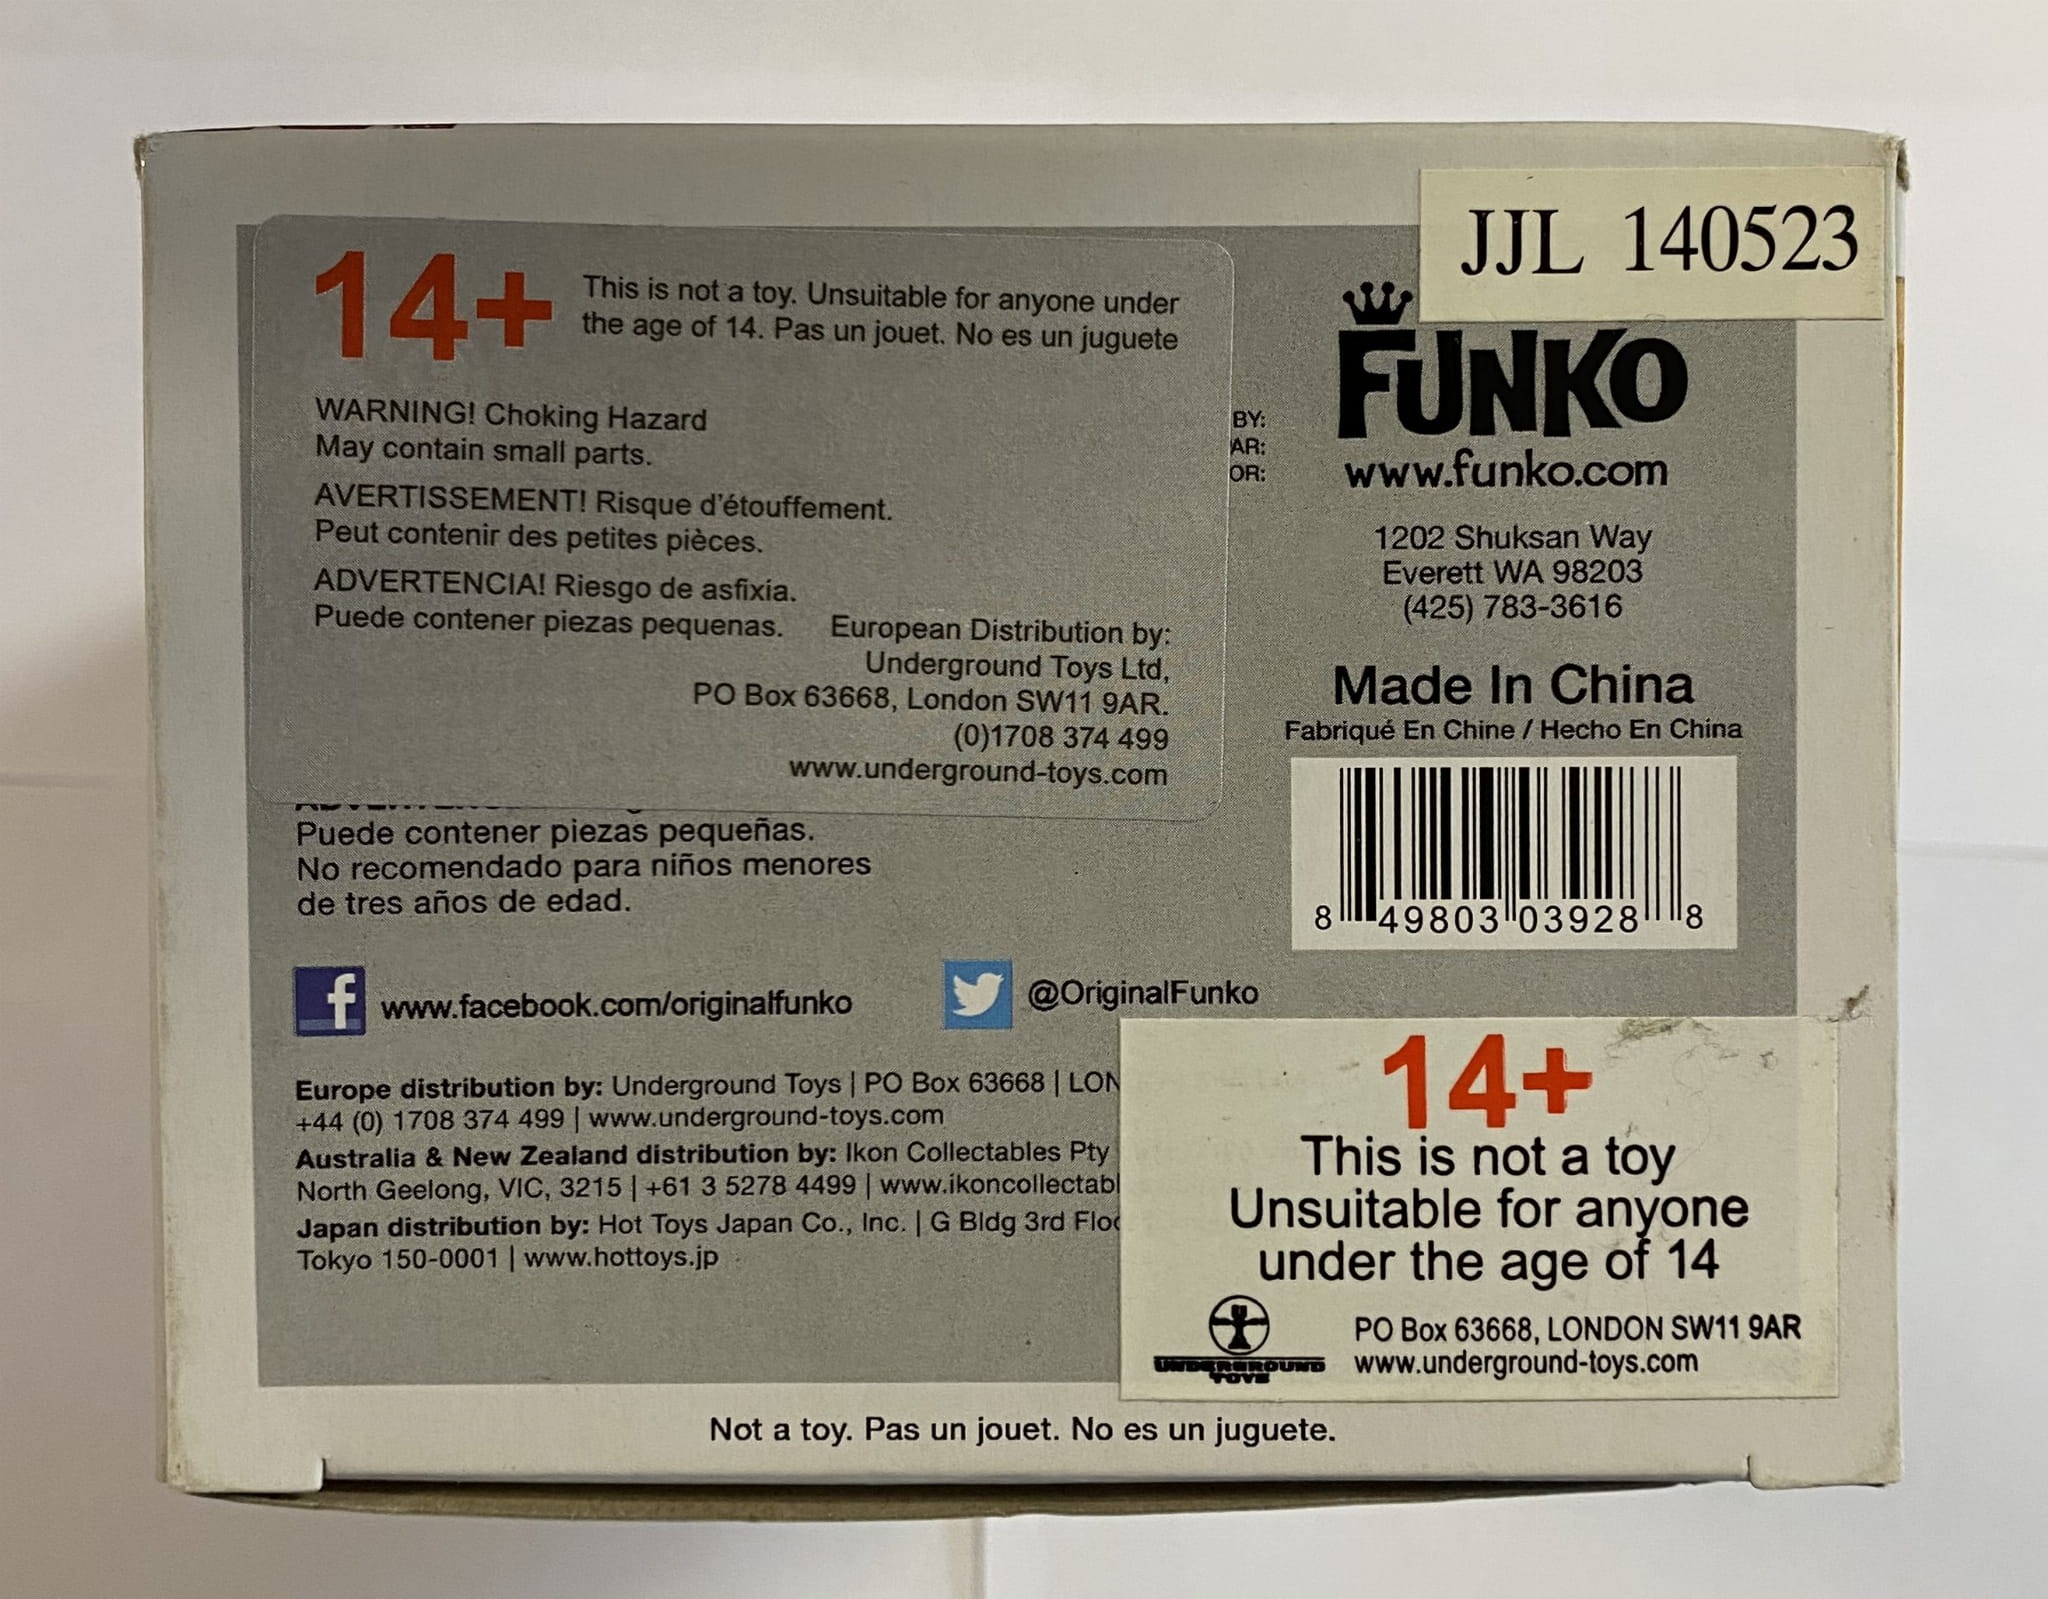 JJL 140523
14+
This is not a toy. Unsuitable for anyone under
the age of 14. Pas un jouet. No es un juguete
WARNING! Choking Hazard
May contain small parts.
AVERTISSEMENT! Risque d'étouffement.
Peut contenir des petites pièces.
ADVERTENCIA! Riesgo de asfixia.
Puede contener piezas pequenas.
European Distribution by:
Underground Toys Ltd,
PO Box 63668, London SW11 9AR.
(0)1708 374 499
www.underground-toys.com
BY:
AR:
OR:
FUNKO
www.funko.com
1202 Shuksan Way
Everett WA 98203
(425) 783-3616
Made In China
Fabriqué En Chine / Hecho En China
8 49803 03928 8
Puede contener piezas pequeñas.
No recomendado para niños menores
de tres años de edad.
f www.facebook.com/originalfunko
@OriginalFunko
Europe distribution by: Underground Toys | PO Box 63668 | LON
+44 (0) 1708 374 499 | www.underground-toys.com
Australia & New Zealand distribution by: Ikon Collectables Pty
North Geelong, VIC, 3215 | +61 3 5278 4499 | www.ikoncollectabl
Japan distribution by: Hot Toys Japan Co., Inc. | G Bldg 3rd Floo
Tokyo 150-0001 | www.hottoys.jp
14+
This is not a toy
Unsuitable for anyone
under the age of 14
UNDERGROUND
TOYS
PO Box 63668, LONDON SW11 9AR
www.underground-toys.com
Not a toy. Pas un jouet. No es un juguete.